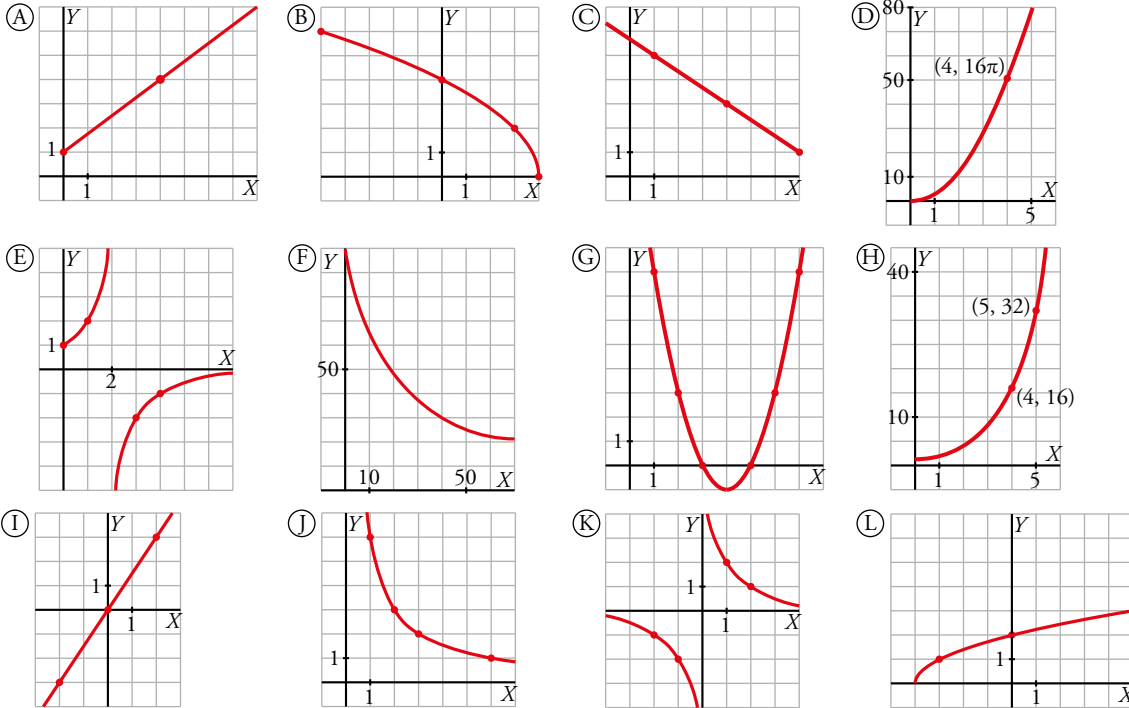 A Y 1 1 X
B Y 1 1 X
C Y 1 1 X
D 80 Y 50 10 (4, 16π) 1 5 X
E Y 1 2 X
F Y 50 10 50 X
G Y 1 1 X
H Y 40 10 (5, 32) (4, 16) 1 5 X
I Y 1 1 X
J Y 1 1 X
K Y 1 1 X
L Y 1 1